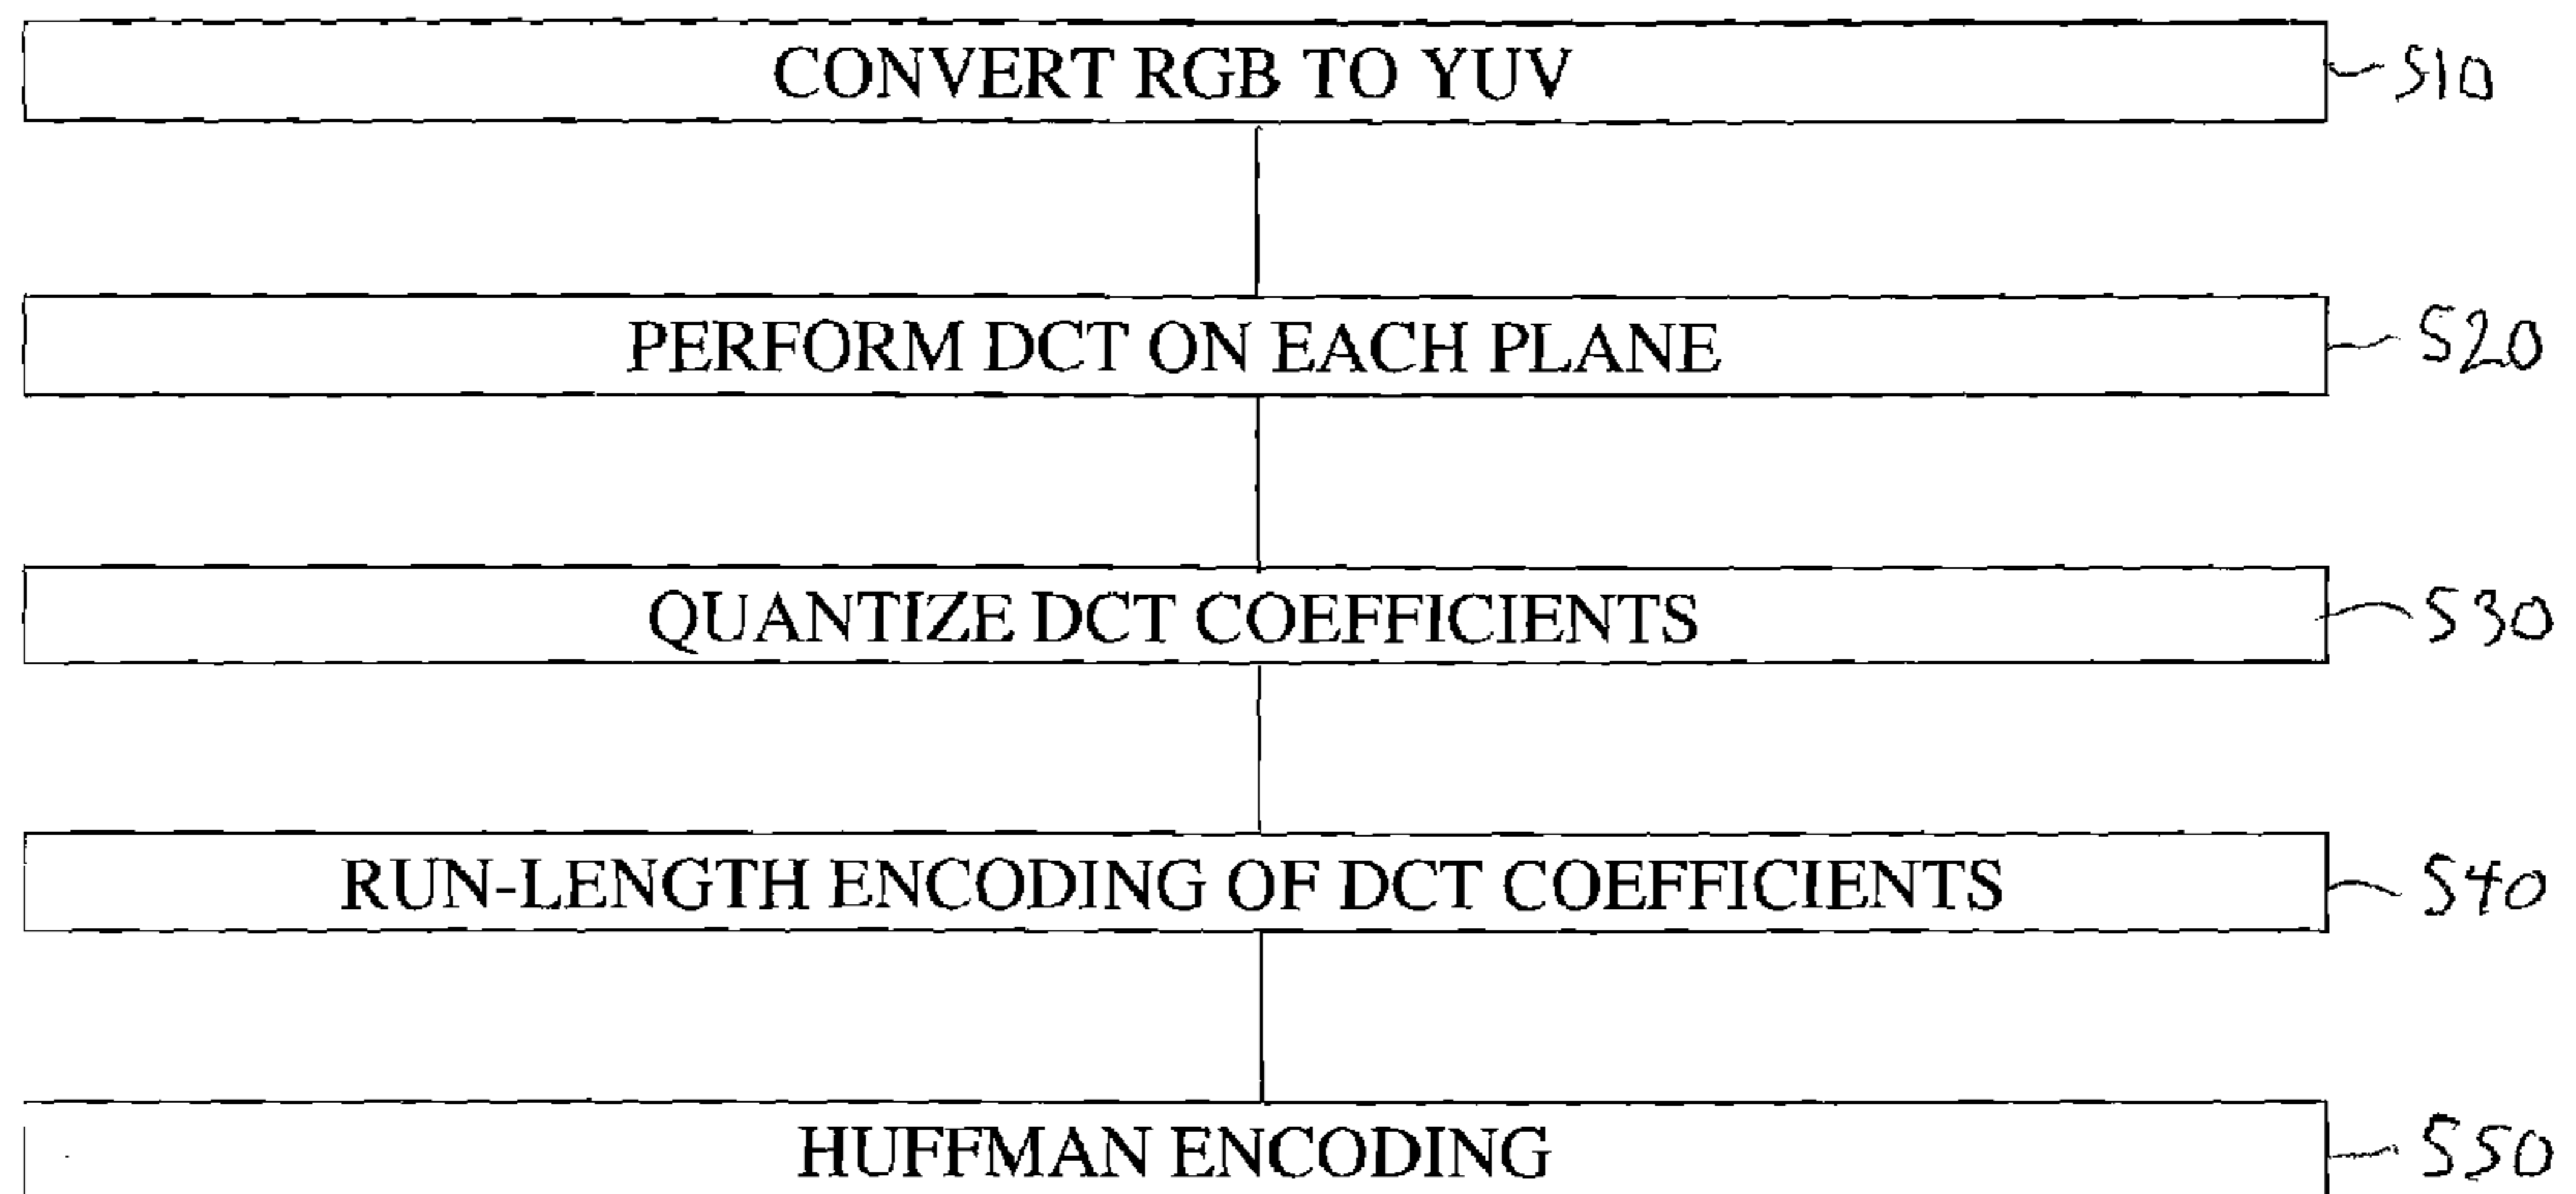 CONVERT RGB TO YUV S10
PERFORM DCT ON EACH PLANE S20
QUANTIZE DCT COEFFICIENTS S30
RUN-LENGTH ENCODING OF DCT COEFFICIENTS S40
HUFFMAN ENCODING S50